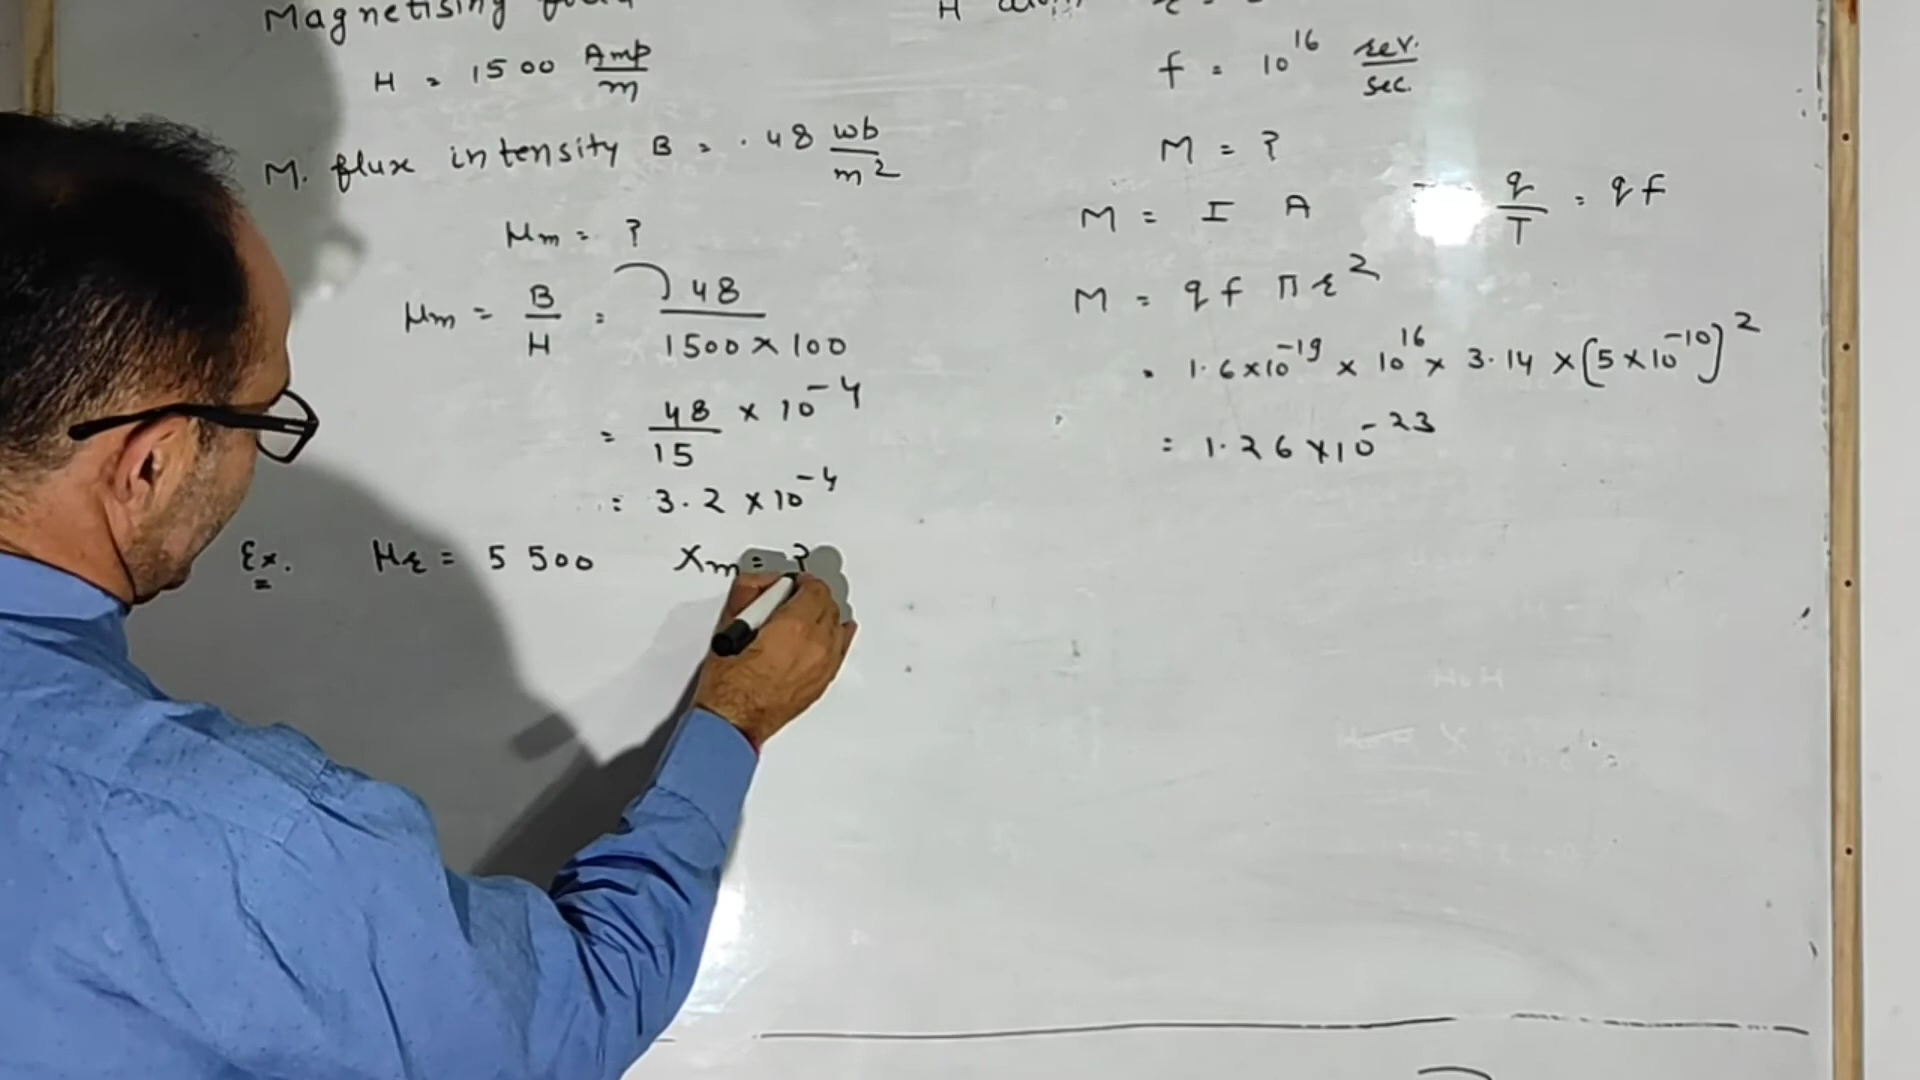 Magnetising
H = 1500 Amp/m
M. flux intensity B = .48 wb/m²
μm = ?
μm = B/H = 48/1500 × 100
= 48/15 × 10⁻⁴
= 3.2 × 10⁻⁴
Ex. μr = 5500 χm = ?
H atom
f = 10¹⁶ rev./sec.
M = ?
M = I A q/T = qf
M = q f π r²
= 1.6×10⁻¹⁹ × 10¹⁶ × 3.14 × (5×10⁻¹⁰)²
= 1.26×10⁻²³